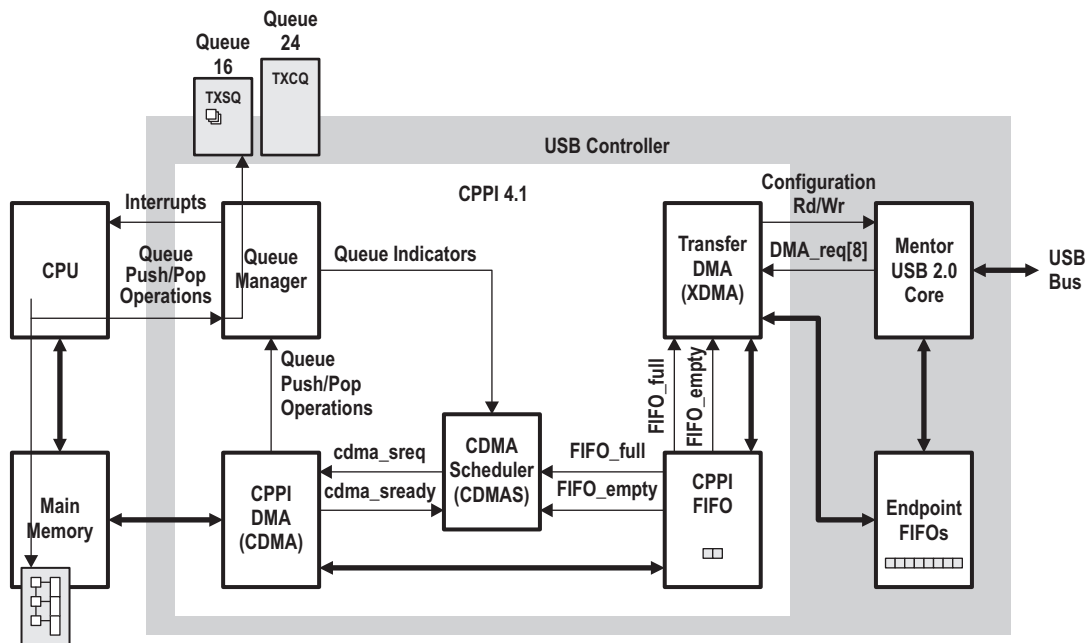 Queue
24
Queue
16
TXCQ
TXSQ
USB Controller
CPPI 4.1
Configuration
Rd/Wr
Interrupts
CPU
Queue
Push/Pop
Operations
Queue
Manager
Queue Indicators
Transfer
DMA
(XDMA)
DMA_req[8]
Mentor
USB 2.0
Core
USB
Bus
Queue
Push/Pop
Operations
FIFO_full
FIFO_empty
Main
Memory
CPPI
DMA
(CDMA)
cdma_sreq
cdma_sready
CDMA
Scheduler
(CDMAS)
FIFO_full
FIFO_empty
CPPI
FIFO
Endpoint
FIFOs